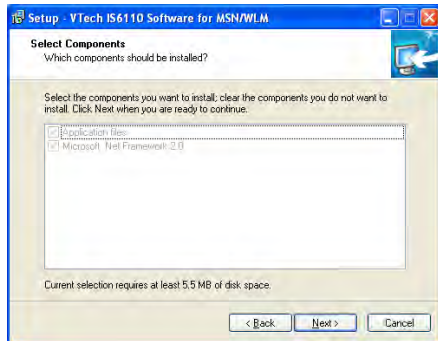 Setup - VTech IS6110 Software for MSN/WLM
Select Components
Which components should be installed?
Select the components you want to install; clear the components you do not want to
install. Click Next when you are ready to continue.
Application files
Microsoft .Net Framework 2.0
Current selection requires at least 5.5 MB of disk space.
< Back
Next >
Cancel